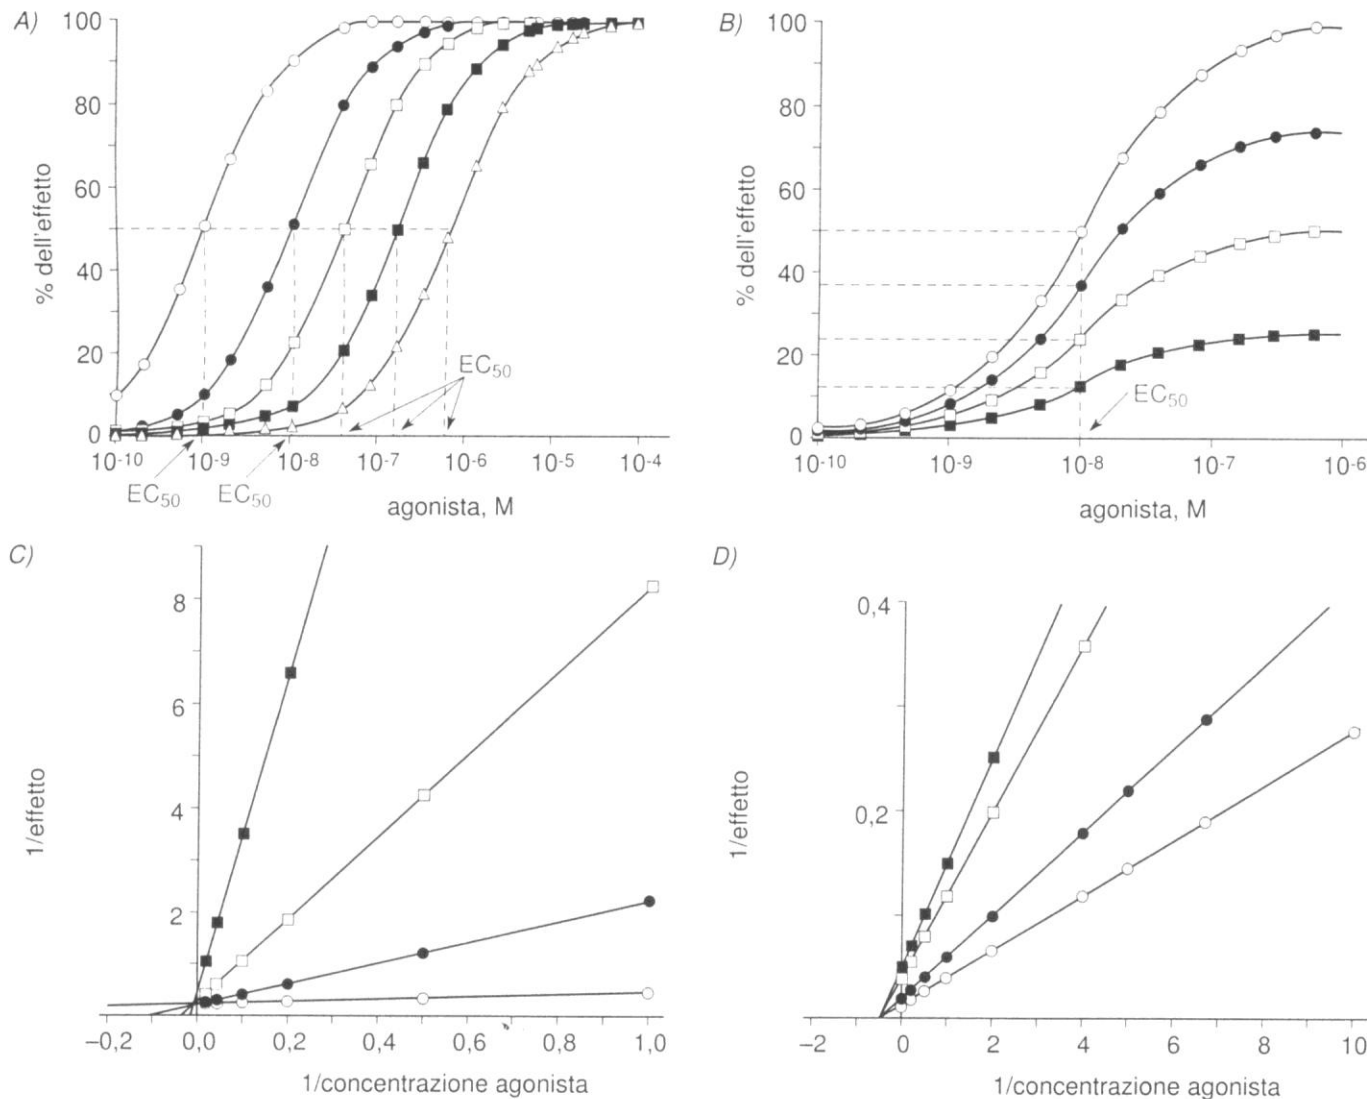 A)
100
80
60
40
20
0
% dell'effetto
EC50
10-10 10-9 10-8 10-7 10-6 10-5 10-4
EC50 EC50
agonista, M
B)
100
80
60
40
20
0
% dell'effetto
EC50
10-10 10-9 10-8 10-7 10-6
agonista, M
C)
8
6
4
2
1/effetto
–0,2 0,0 0,2 0,4 0,6 0,8 1,0
1/concentrazione agonista
D)
0,4
0,2
1/effetto
–2 0 2 4 6 8 10
1/concentrazione agonista